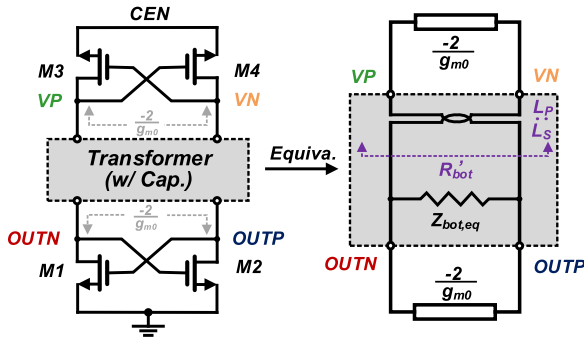 CEN
M3
M4
VP
VN
-2
gm0
Transformer
(w/ Cap.)
-2
gm0
OUTN
OUTP
M1
M2
Equiva.
-2
gm0
VP
VN
LP
LS
R'bot
Zbot,eq
OUTN
OUTP
-2
gm0